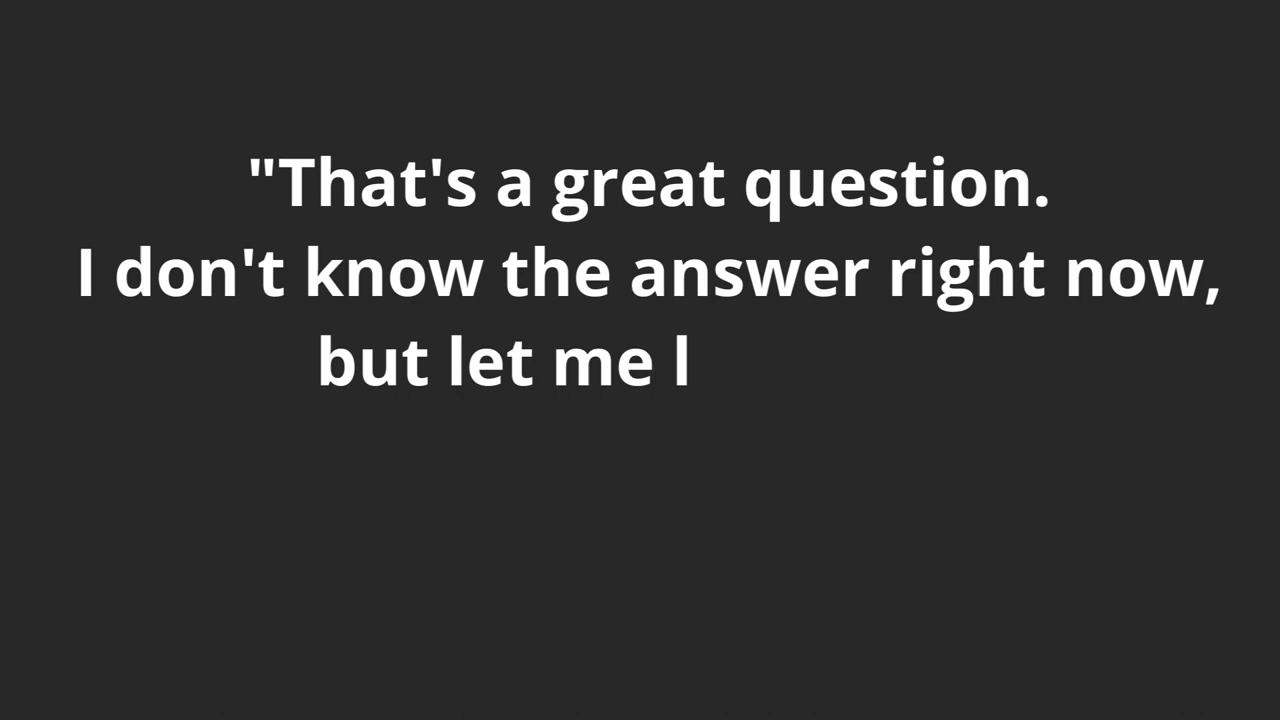 "That's a great question.
I don't know the answer right now,
but let me l